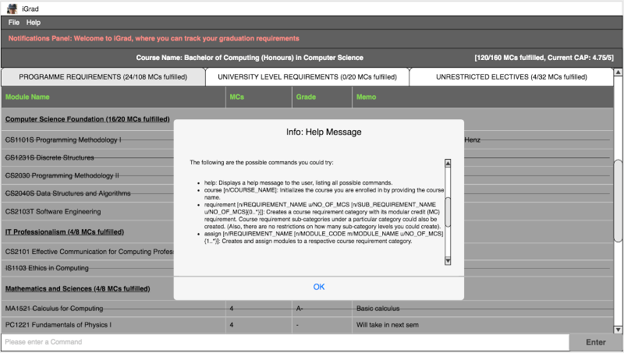 iGrad
File Help
Notifications Panel: Welcome to iGrad, where you can track your graduation requirements
Course Name: Bachelor of Computing (Honours) in Computer Science [120/160 MCs fulfilled, Current CAP: 4.75/5]
PROGRAMME REQUIREMENTS (24/108 MCs fulfilled) UNIVERSITY LEVEL REQUIREMENTS (0/20 MCs fulfilled) UNRESTRICTED ELECTIVES (4/32 MCs fulfilled)
Module Name MCs Grade Memo
Computer Science Foundation (16/20 MCs fulfilled)
CS1101S Programming Methodology I Henz
CS1231S Discrete Structures
CS2030 Programming Methodology II
CS2040S Data Structures and Algorithms
CS2103T Software Engineering
IT Professionalism (4/8 MCs fulfilled)
CS2101 Effective Communication for Computing Profes
IS1103 Ethics in Computing
Mathematics and Sciences (4/8 MCs fulfilled)
MA1521 Calculus for Computing 4 A- Basic calculus
PC1221 Fundamentals of Physics I 4 - Will take in next sem
Info: Help Message
The following are the possible commands you could try:
• help: Displays a help message to the user, listing all possible commands.
• course [n/COURSE_NAME]: Initializes the course you are enrolled in by providing the course
name.
• requirement [n/REQUIREMENT_NAME u/NO_OF_MCS [n/SUB_REQUIREMENT_NAME
u/NO_OF_MCS](0..*)]: Creates a course requirement category with its modular credit (MC)
requirement. Course requirement sub-categories under a particular category could also be
created. (Also, there are no restrictions on how many sub-category levels you could create).
• assign [n/REQUIREMENT_NAME [n/MODULE_CODE m/MODULE_NAME u/NO_OF_MCS]
(1..*)]: Creates and assign modules to a respective course requirement category.
OK
Please enter a Command Enter